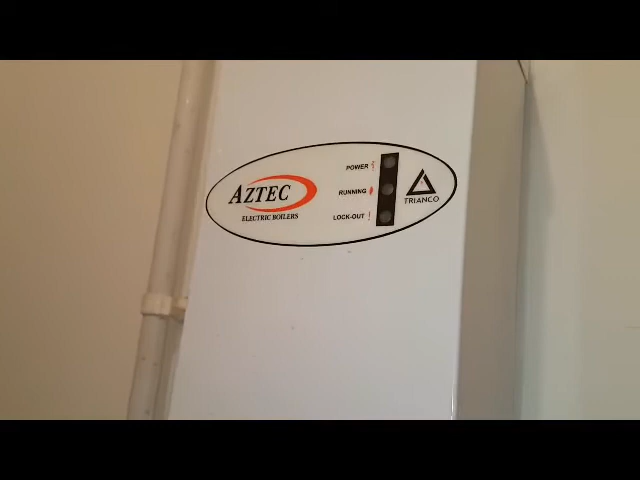 AZTEC
ELECTRIC BOILERS
POWER
RUNNING
LOCK-OUT
TRIANCO